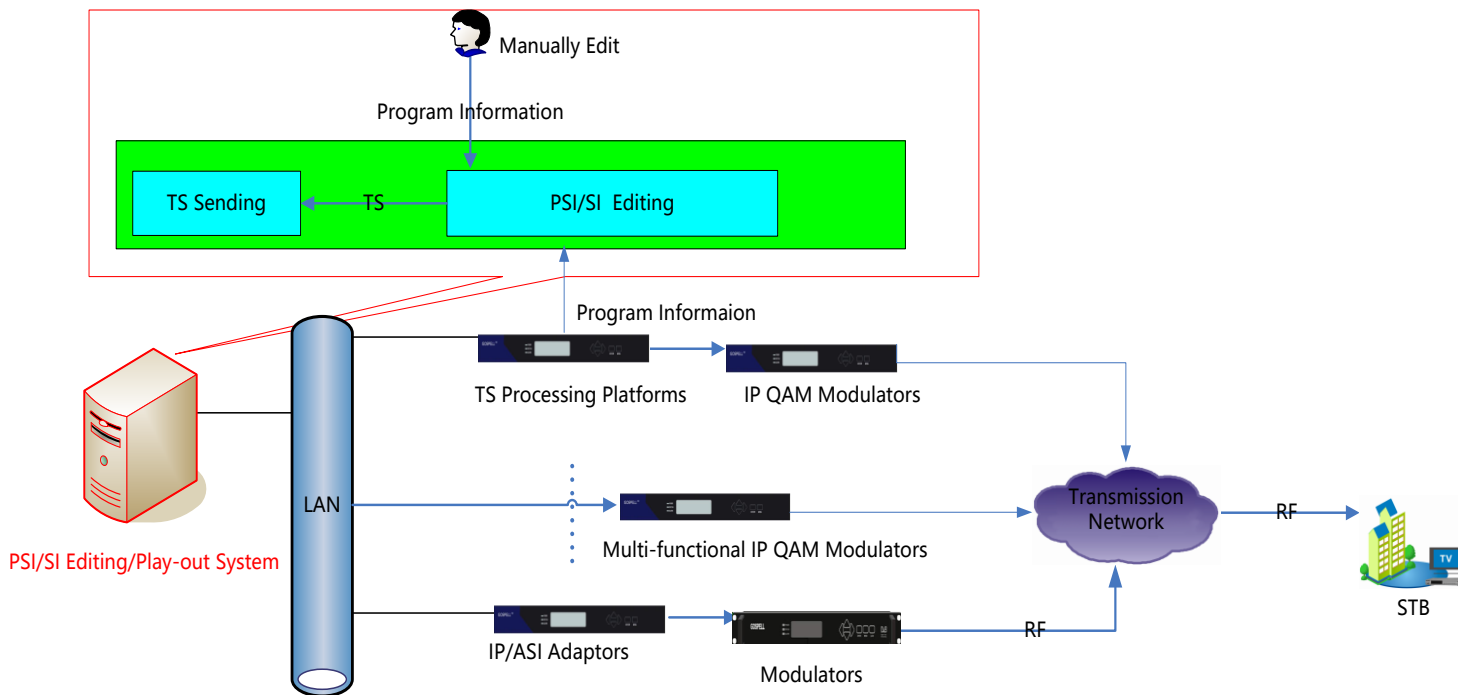 Manually Edit
Program Information
TS Sending
TS
PSI/SI Editing
Program Informaion
TS Processing Platforms
IP QAM Modulators
LAN
Transmission
Network
RF
PSI/SI Editing/Play-out System
Multi-functional IP QAM Modulators
TV
STB
RF
IP/ASI Adaptors
Modulators